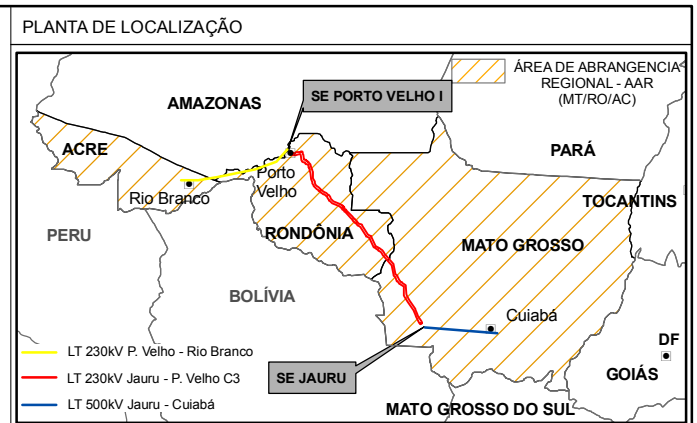 PLANTA DE LOCALIZAÇÃO
ÁREA DE ABRANGENCIA
REGIONAL - AAR
(MT/RO/AC)
SE PORTO VELHO I
AMAZONAS
ACRE
PARÁ
Porto
Velho
Rio Branco
TOCANTINS
PERU
RONDÔNIA
MATO GROSSO
BOLÍVIA
Cuiabá
DF
LT 230kV P. Velho - Rio Branco
LT 230kV Jauru - P. Velho C3
SE JAURU
GOIÁS
LT 500kV Jauru - Cuiabá
MATO GROSSO DO SUL